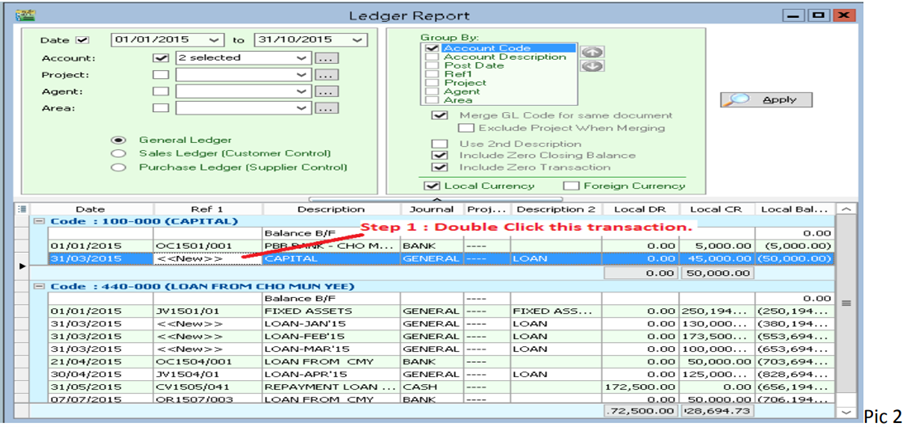 Ledger Report
Date 01/01/2015 to 31/10/2015
Account: 2 selected ...
Project: ...
Agent: ...
Area: ...
General Ledger
Sales Ledger (Customer Control)
Purchase Ledger (Supplier Control)
Group By:
Account Code
Account Description
Post Date
Ref1
Project
Agent
Area
Merge GL Code for same document
Exclude Project When Merging
Use 2nd Description
Include Zero Closing Balance
Include Zero Transaction
Local Currency Foreign Currency
Apply
Date Ref 1 Description Journal Proj... Description 2 Local DR Local CR Local Bal...
Code : 100-000 (CAPITAL)
Step 1 : Double Click this transaction.
Balance B/F 0.00
01/01/2015 OC1501/001 PBB BANK - CHO M... BANK ---- 0.00 5,000.00 (5,000.00)
31/03/2015 <<New>> CAPITAL GENERAL ---- LOAN 0.00 45,000.00 (50,000.00)
0.00 50,000.00
Code : 440-000 (LOAN FROM CHO MUN YEE)
Balance B/F ---- 0.00
01/01/2015 JV1501/01 FIXED ASSETS GENERAL ---- FIXED ASS... 0.00 250,194... (250,194...
31/03/2015 <<New>> LOAN-JAN'15 GENERAL ---- LOAN 0.00 130,000... (380,194...
31/03/2015 <<New>> LOAN-FEB'15 GENERAL ---- LOAN 0.00 173,500... (553,694...
31/03/2015 <<New>> LOAN-MAR'15 GENERAL ---- LOAN 0.00 100,000... (653,694...
21/04/2015 OC1504/001 LOAN FROM CMY BANK ---- 0.00 50,000.00 (703,694...
30/04/2015 JV1504/01 LOAN-APR'15 GENERAL ---- LOAN 0.00 125,000... (828,694...
31/05/2015 CV1505/041 REPAYMENT LOAN ... CASH ---- 172,500.00 0.00 (656,194...
07/07/2015 OR1507/003 LOAN FROM CMY BANK ---- 0.00 50,000.00 (706,194...
.72,500.00 28,694.73
Pic 2